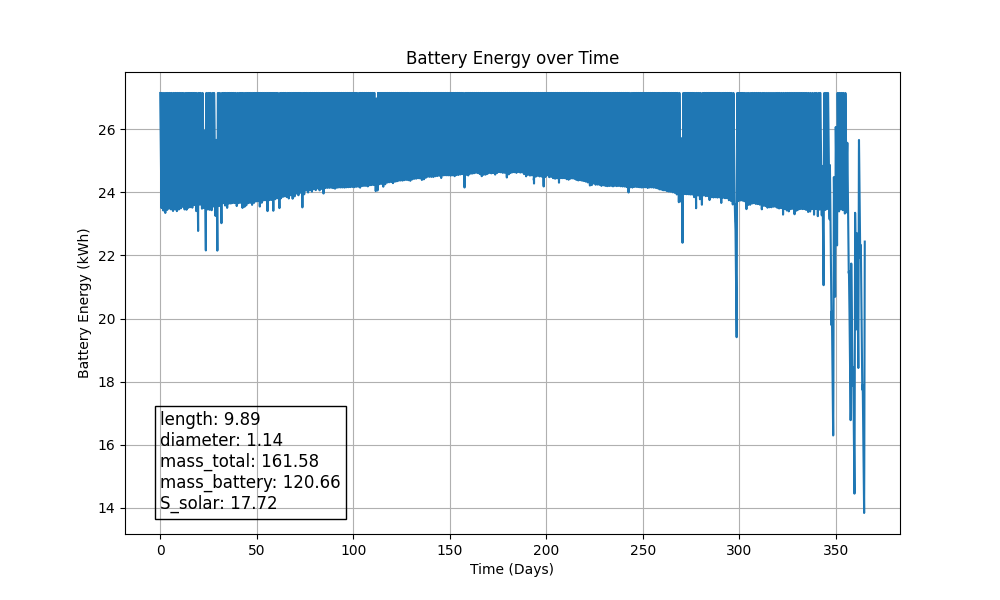 Battery Energy over Time
Battery Energy (kWh)
26
24
22
20
18
16
14
length: 9.89
diameter: 1.14
mass_total: 161.58
mass_battery: 120.66
S_solar: 17.72
0 50 100 150 200 250 300 350
Time (Days)